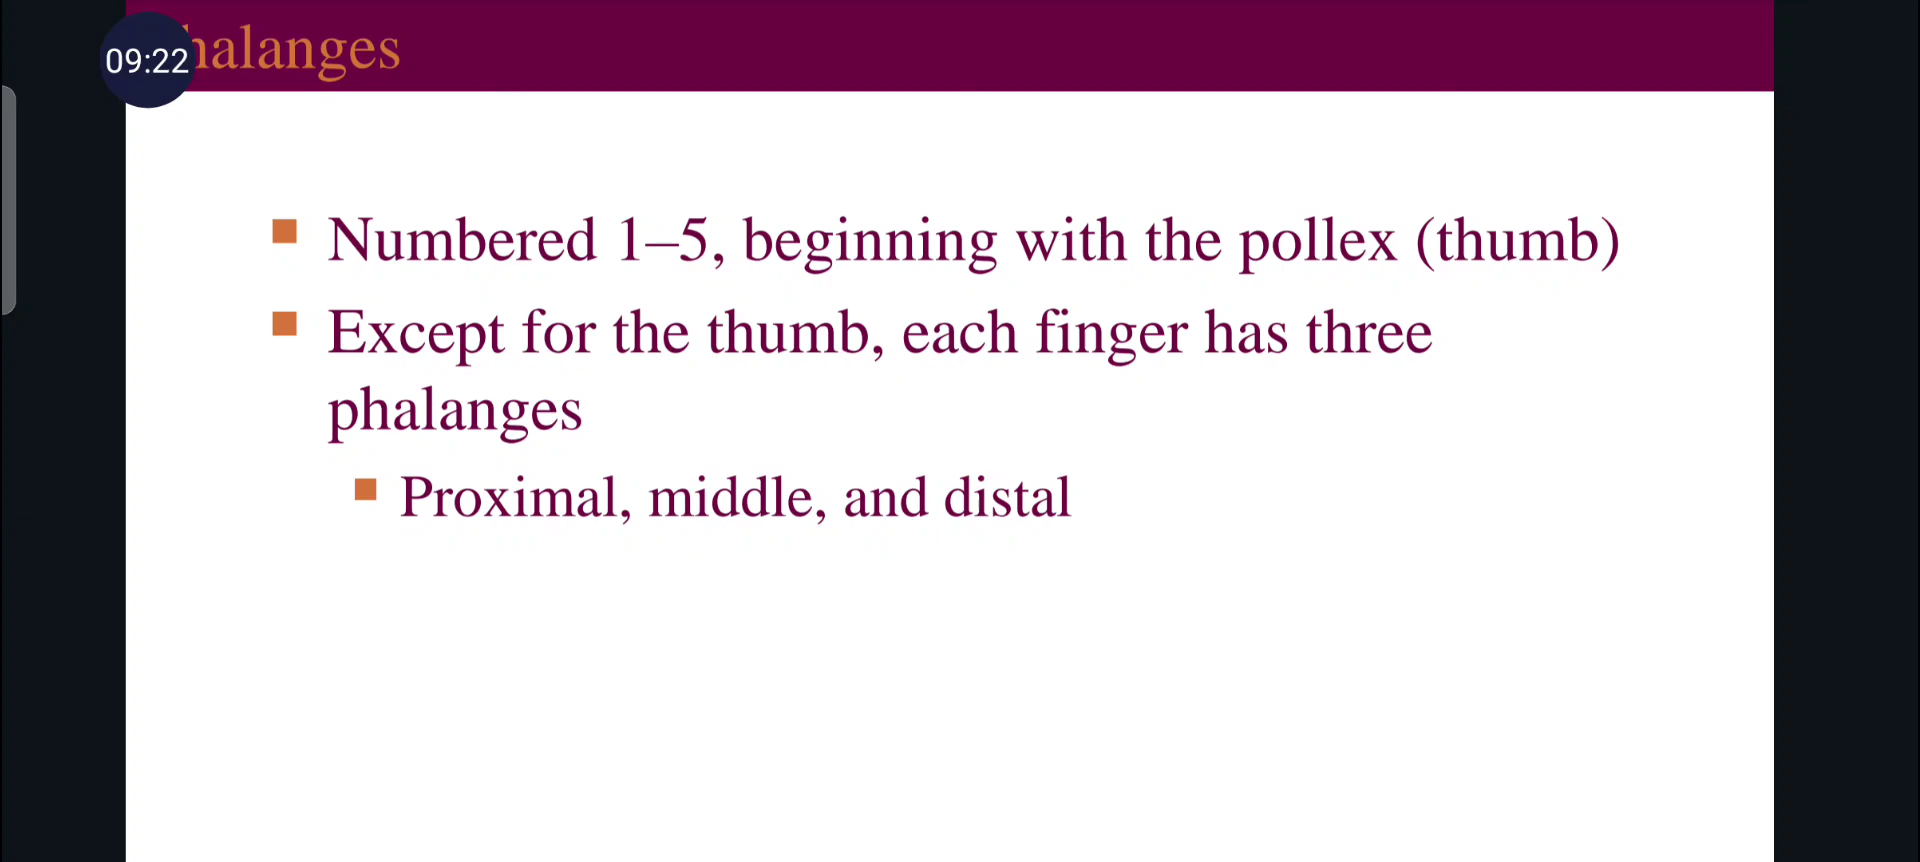 09:22
halanges
Numbered 1–5, beginning with the pollex (thumb)
Except for the thumb, each finger has three
phalanges
Proximal, middle, and distal